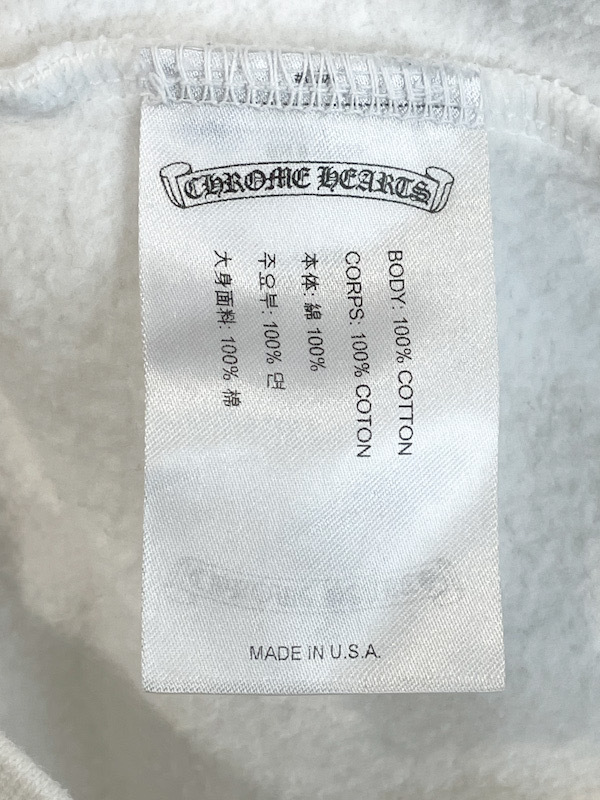 CHROME HEARTS
BODY: 100% COTTON
CORPS: 100% COTON
本体: 綿 100%
주요부: 100% 면
大身面料: 100% 棉
MADE IN U.S.A.